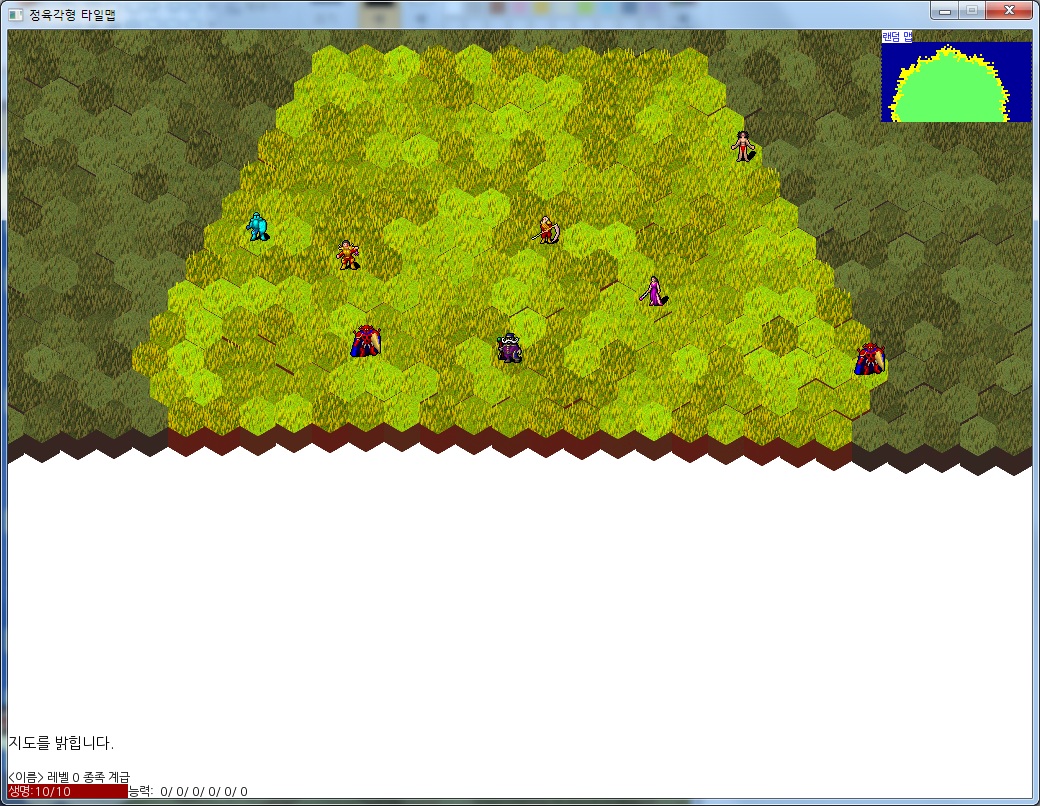 정육각형 타일맵
랜덤 맵
지도를 밝힙니다.
<이름> 레벨 0 종족 계급
생명:10/10 능력: 0/ 0/ 0/ 0/ 0/ 0